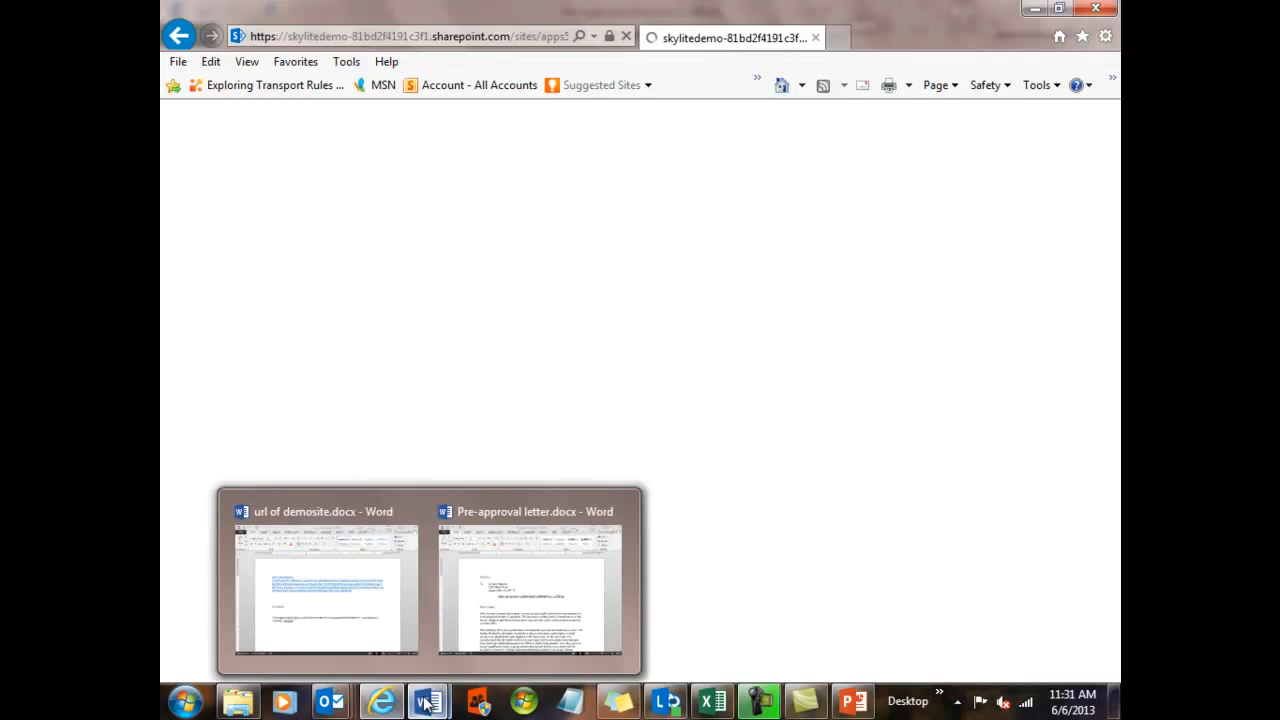 https://skylitedemo-81bd2f4191c3f1.sharepoint.com/sites/apps5
skylitedemo-81bd2f4191c3f...
File Edit View Favorites Tools Help
Exploring Transport Rules ... MSN Account - All Accounts Suggested Sites Page Safety Tools
url of demosite.docx - Word Pre-approval letter.docx - Word
Desktop 11:31 AM
6/6/2013